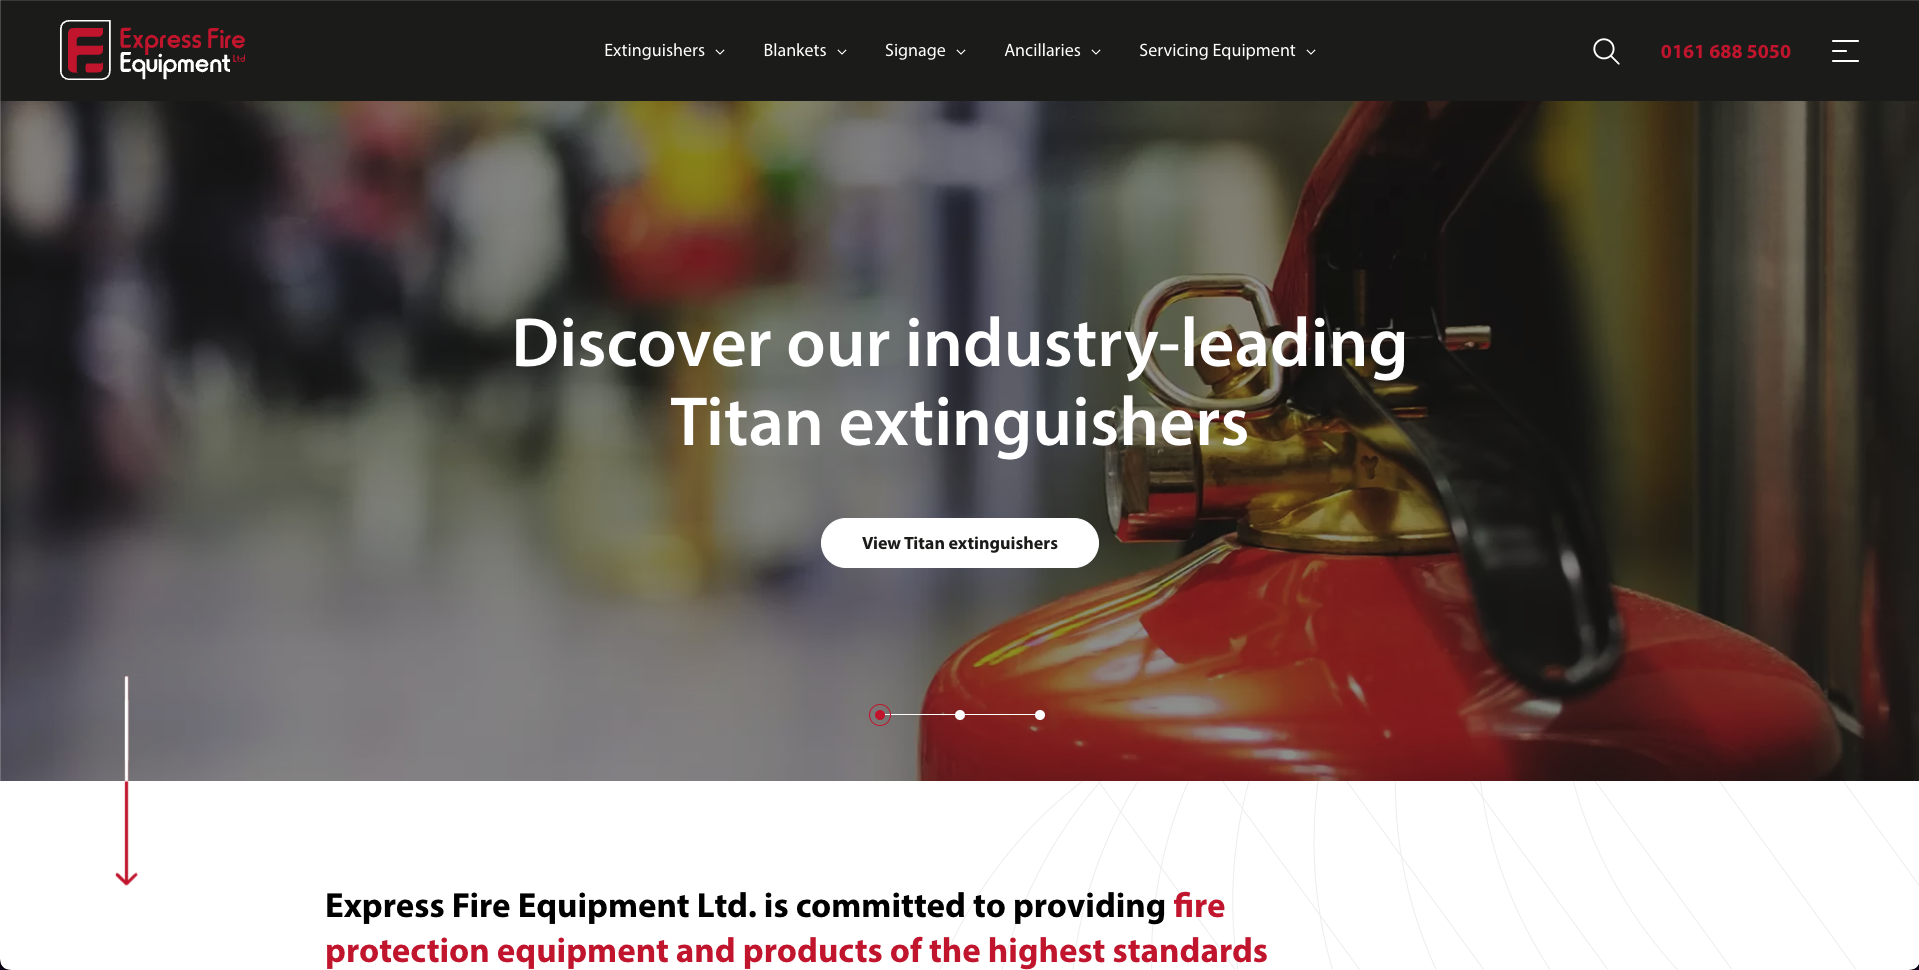 Express Fire
Equipment Ltd
Extinguishers
Blankets
Signage
Ancillaries
Servicing Equipment
0161 688 5050
Discover our industry-leading
Titan extinguishers
View Titan extinguishers
Express Fire Equipment Ltd. is committed to providing fire
protection equipment and products of the highest standards